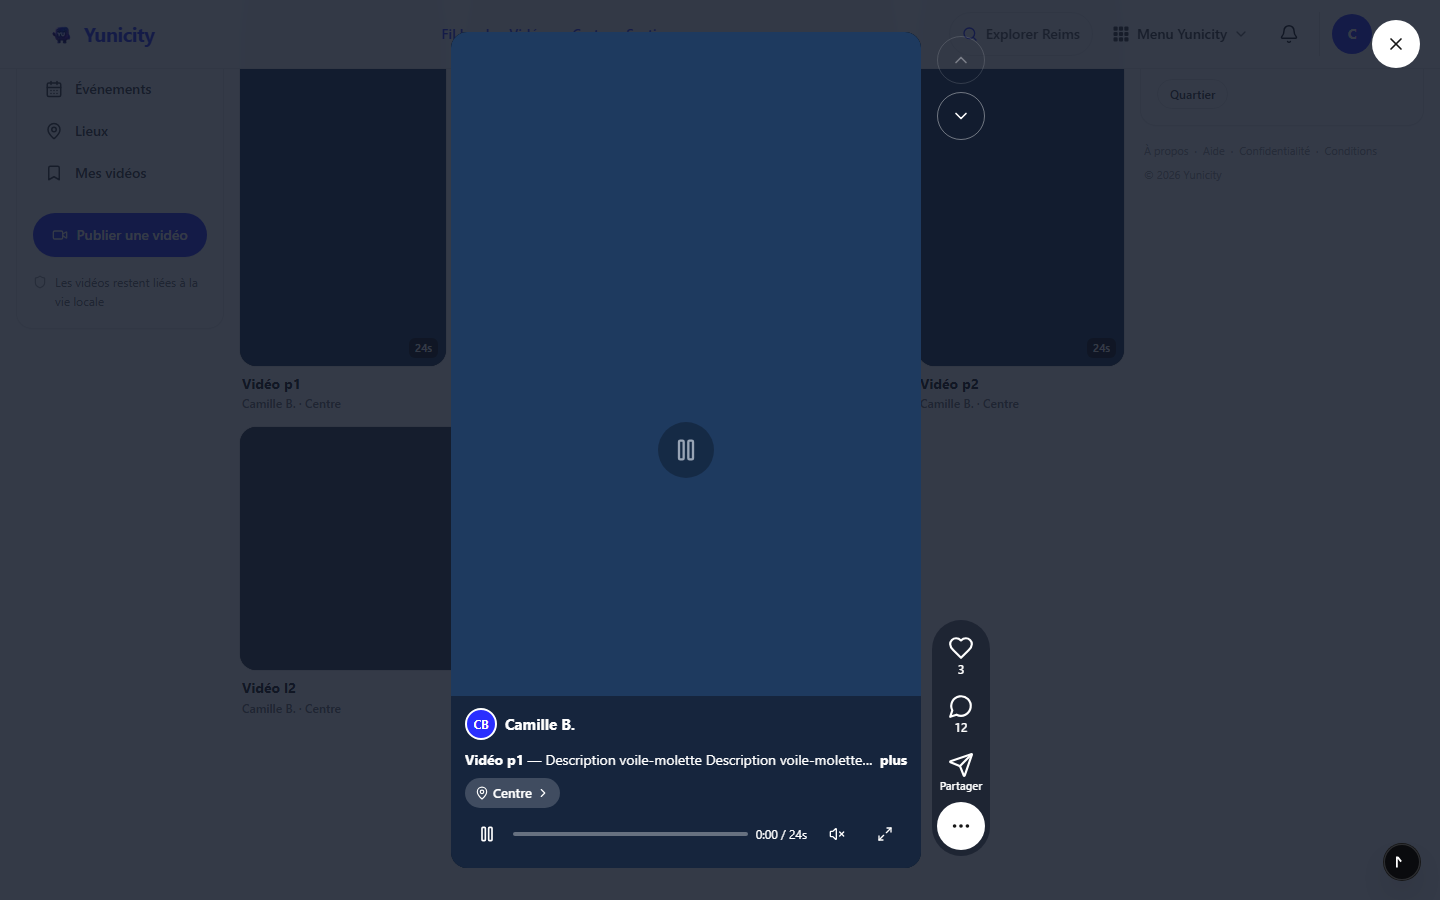 Yunicity
Explorer Reims
Menu Yunicity
C
Événements
Lieux
Mes vidéos
Publier une vidéo
Les vidéos restent liées à la
vie locale
24s
Vidéo p1
Camille B. · Centre
Vidéo l2
Camille B. · Centre
CB
Camille B.
Vidéo p1 — Description voile-molette Description voile-molette... plus
Centre
0:00 / 24s
24s
Vidéo p2
Camille B. · Centre
3
12
Partager
Quartier
À propos · Aide · Confidentialité · Conditions
© 2026 Yunicity